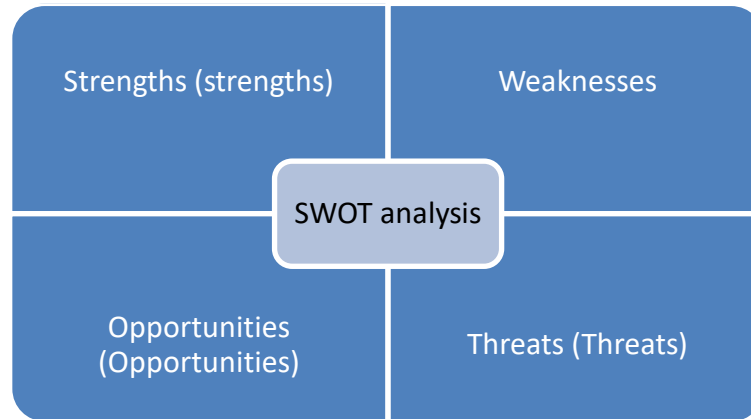 Strengths (strengths)
Weaknesses
SWOT analysis
Opportunities
(Opportunities)
Threats (Threats)